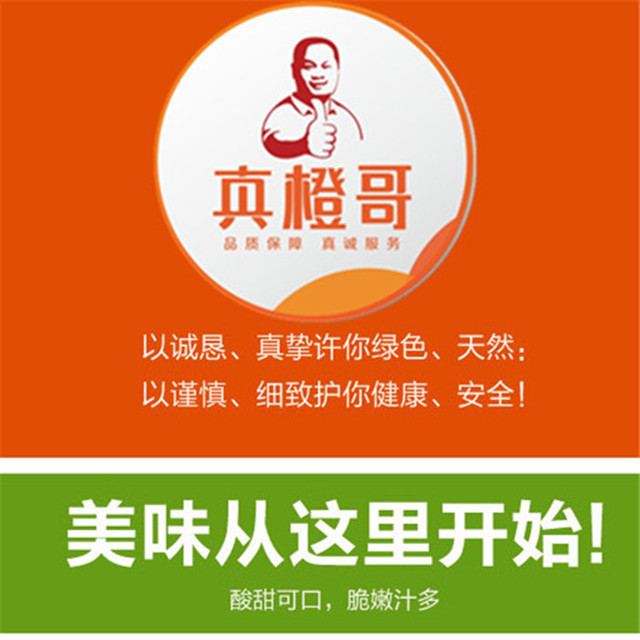 真橙哥
品质保障 真诚服务
以诚恳、真挚许你绿色、天然；
以谨慎、细致护你健康、安全！
美味从这里开始！
酸甜可口，脆嫩汁多